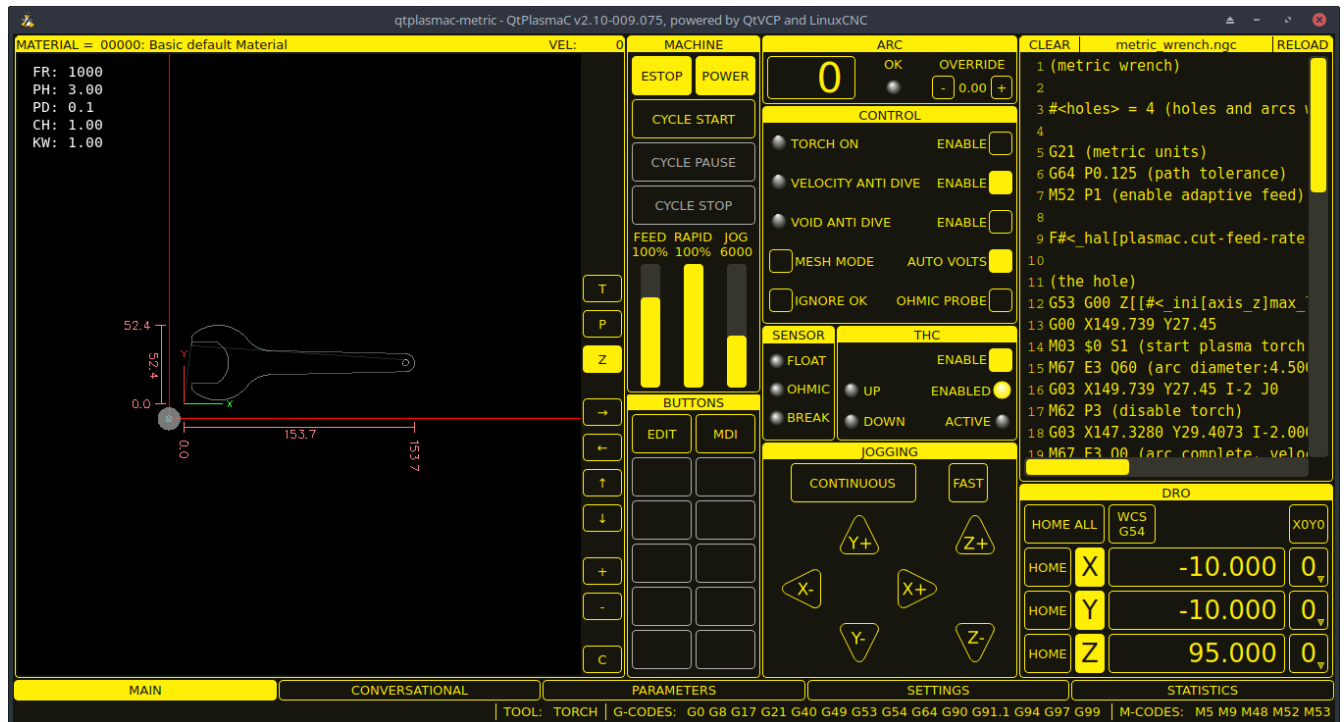 qtplasmac-metric - QtPlasmaC v2.10-009.075, powered by QtVCP and LinuxCNC
MATERIAL = 00000: Basic default Material VEL: 0
FR: 1000
PH: 3.00
PD: 0.1
CH: 1.00
KW: 1.00
52.4
52.4
0.0
Y
X
153.7
0.0
153.7
T
P
Z
→
←
↑
↓
+
-
C
MACHINE
ESTOP POWER
CYCLE START
CYCLE PAUSE
CYCLE STOP
FEED RAPID JOG
100% 100% 6000
BUTTONS
EDIT MDI
ARC
0 OK OVERRIDE
- 0.00 +
CONTROL
TORCH ON ENABLE
VELOCITY ANTI DIVE ENABLE
VOID ANTI DIVE ENABLE
MESH MODE AUTO VOLTS
IGNORE OK OHMIC PROBE
SENSOR
FLOAT
OHMIC
BREAK
THC
ENABLE
UP ENABLED
DOWN ACTIVE
JOGGING
CONTINUOUS FAST
Y+ Z+
X- X+
Y- Z-
CLEAR metric_wrench.ngc RELOAD
1 (metric wrench)
2
3 #<holes> = 4 (holes and arcs
4
5 G21 (metric units)
6 G64 P0.125 (path tolerance)
7 M52 P1 (enable adaptive feed)
8
9 F#<_hal[plasmac.cut-feed-rate
10
11 (the hole)
12 G53 G00 Z[[#<_ini[axis_z]max_
13 G00 X149.739 Y27.45
14 M03 $0 S1 (start plasma torch
15 M67 E3 Q60 (arc diameter:4.50
16 G03 X149.739 Y27.45 I-2 J0
17 M62 P3 (disable torch)
18 G03 X147.3280 Y29.4073 I-2.00
19 M67 E3 Q0 (arc complete, velo
DRO
HOME ALL WCS G54 X0Y0
HOME X -10.000 0
HOME Y -10.000 0
HOME Z 95.000 0
MAIN CONVERSATIONAL PARAMETERS SETTINGS STATISTICS
TOOL: TORCH G-CODES: G0 G8 G17 G21 G40 G49 G53 G54 G64 G90 G91.1 G94 G97 G99 M-CODES: M5 M9 M48 M52 M53